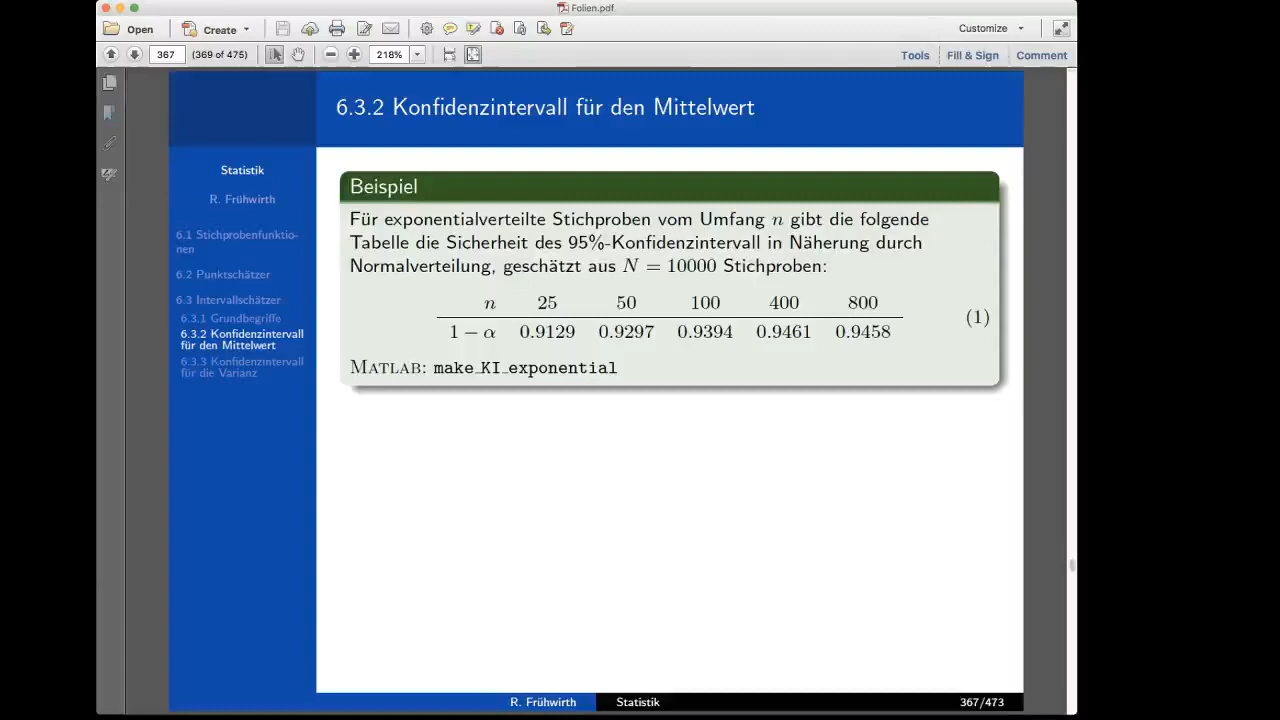 Folien.pdf
Open
Create
Customize
367
(369 of 475)
218%
Tools
Fill & Sign
Comment
6.3.2 Konfidenzintervall für den Mittelwert
Statistik
R. Frühwirth
6.1 Stichprobenfunktio-
nen
6.2 Punktschätzer
6.3 Intervallschätzer
6.3.1 Grundbegriffe
6.3.2 Konfidenzintervall
für den Mittelwert
6.3.3 Konfidenzintervall
für die Varianz
Beispiel
Für exponentialverteilte Stichproben vom Umfang n gibt die folgende
Tabelle die Sicherheit des 95%-Konfidenzintervall in Näherung durch
Normalverteilung, geschätzt aus N = 10000 Stichproben:
n 25 50 100 400 800
1 − α 0.9129 0.9297 0.9394 0.9461 0.9458
(1)
MATLAB: make_KI_exponential
R. Frühwirth
Statistik
367/473